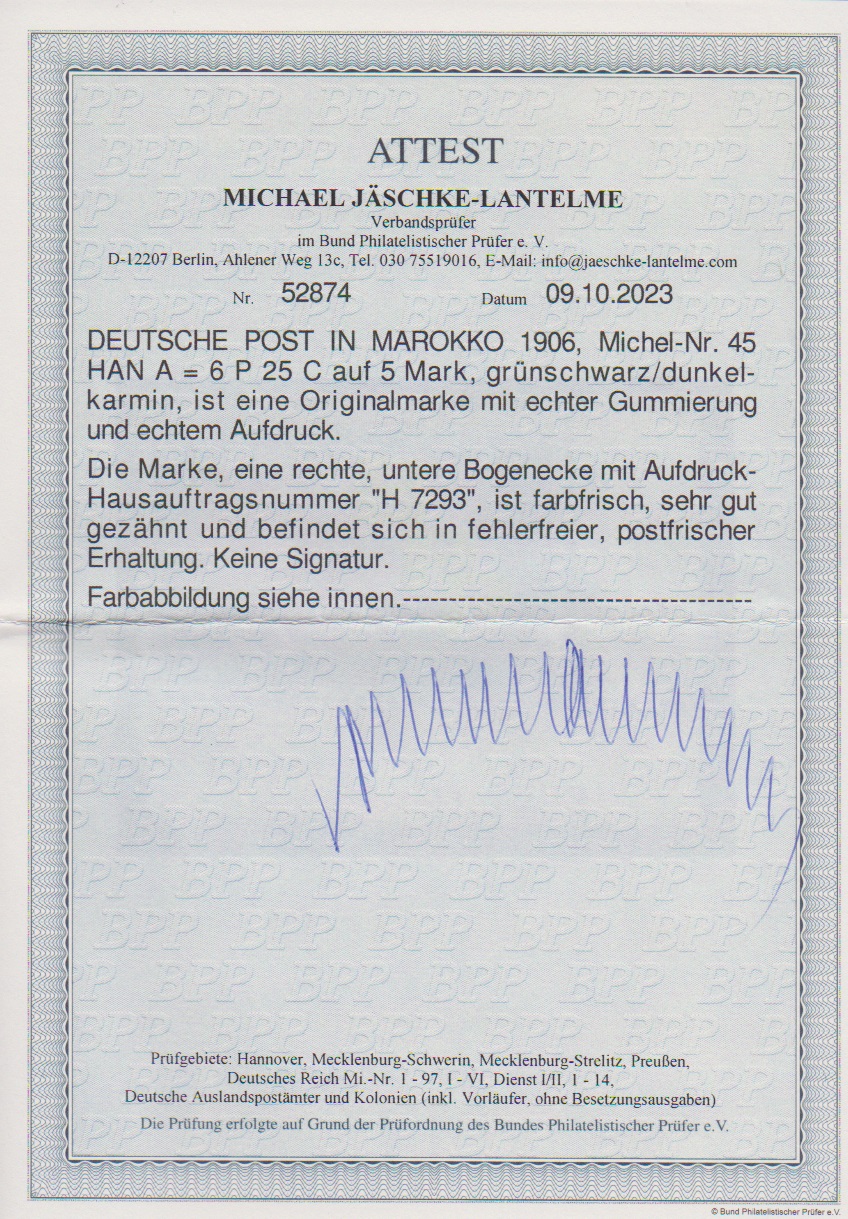 ATTEST
MICHAEL JÄSCHKE-LANTELME
Verbandsprüfer
im Bund Philatelistischer Prüfer e. V.
D-12207 Berlin, Ahlener Weg 13c, Tel. 030 75519016, E-Mail: info@jaeschke-lantelme.com
Nr. 52874 Datum 09.10.2023
DEUTSCHE POST IN MAROKKO 1906, Michel-Nr. 45
HAN A = 6 P 25 C auf 5 Mark, grünschwarz/dunkel-
karmin, ist eine Originalmarke mit echter Gummierung
und echtem Aufdruck.
Die Marke, eine rechte, untere Bogenecke mit Aufdruck-
Hausauftragsnummer "H 7293", ist farbfrisch, sehr gut
gezähnt und befindet sich in fehlerfreier, postfrischer
Erhaltung. Keine Signatur.
Farbabbildung siehe innen.---------------------------------------
Prüfgebiete: Hannover, Mecklenburg-Schwerin, Mecklenburg-Strelitz, Preußen,
Deutsches Reich Mi.-Nr. 1 - 97, I - VI, Dienst I/II, 1 - 14,
Deutsche Auslandspostämter und Kolonien (inkl. Vorläufer, ohne Besetzungsausgaben)
Die Prüfung erfolgte auf Grund der Prüfordnung des Bundes Philatelistischer Prüfer e.V.
© Bund Philatelistischer Prüfer e.V.